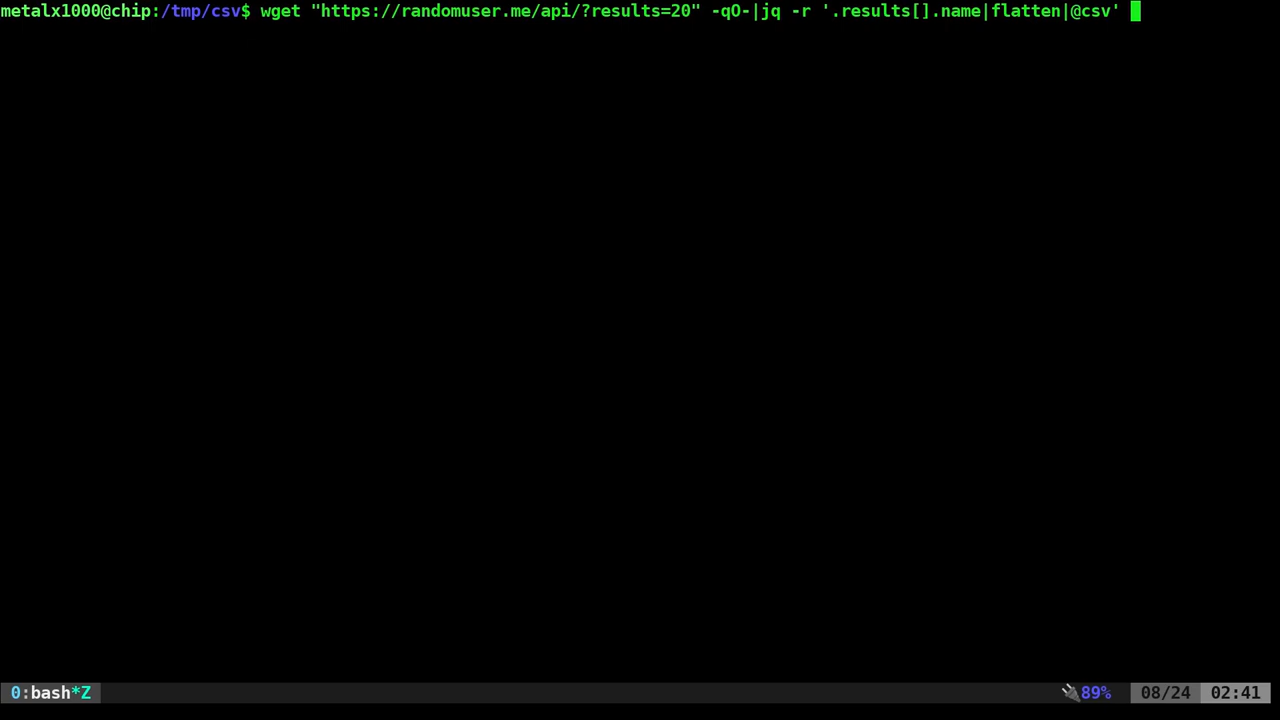 metalx1000@chip:/tmp/csv$ wget "https://randomuser.me/api/?results=20" -qO-|jq -r '.results[].name|flatten|@csv'
0:bash*Z 89% 08/24 02:41